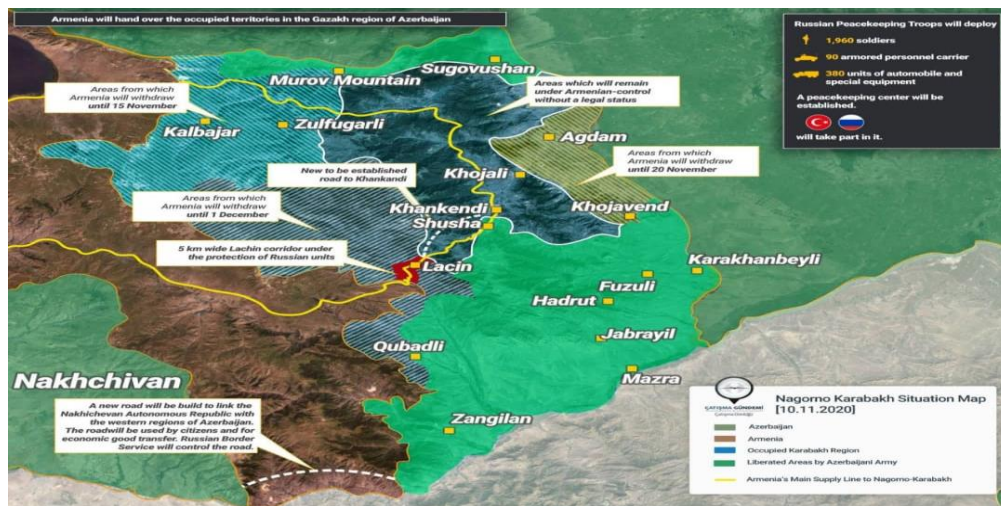 Armenia will hand over the occupied territories in the Gazakh region of Azerbaijan
Russian Peacekeeping Troops will deploy
1,960 soldiers
90 armored personnel carrier
380 units of automobile and
special equipment
A peacekeeping center will be
established.
will take part in it.
Murov Mountain
Sugovushan
Areas from which
Armenia will withdraw
until 15 November
Areas which will remain
under Armenian-control
without a legal status
Kalbajar
Zulfugarli
Agdam
New to be established
road to Khankandi
Khojali
Areas from which
Armenia will withdraw
until 20 November
Areas from which
Armenia will withdraw
until 1 December
Khankendi
Shusha
Khojavend
5 km wide Lachin corridor under
the protection of Russian units
Lacin
Karakhanbeyli
Fuzuli
Hadrut
Jabrayil
Qubadli
Mazra
Nakhchivan
A new road will be build to link the
Nakhichevan Autonomous Republic with
the western regions of Azerbaijan.
The roadwill be used by citizens and for
economic good transfer. Russian Border
Service will control the road.
Zangilan
ÇATIŞMA GÜNDEMİ
Nagorno Karabakh Situation Map
[10.11.2020]
Azerbaijan
Armenia
Occupied Karabakh Region
Liberated Areas by Azerbaijani Army
Armenia's Main Supply Line to Nagorno-Karabakh